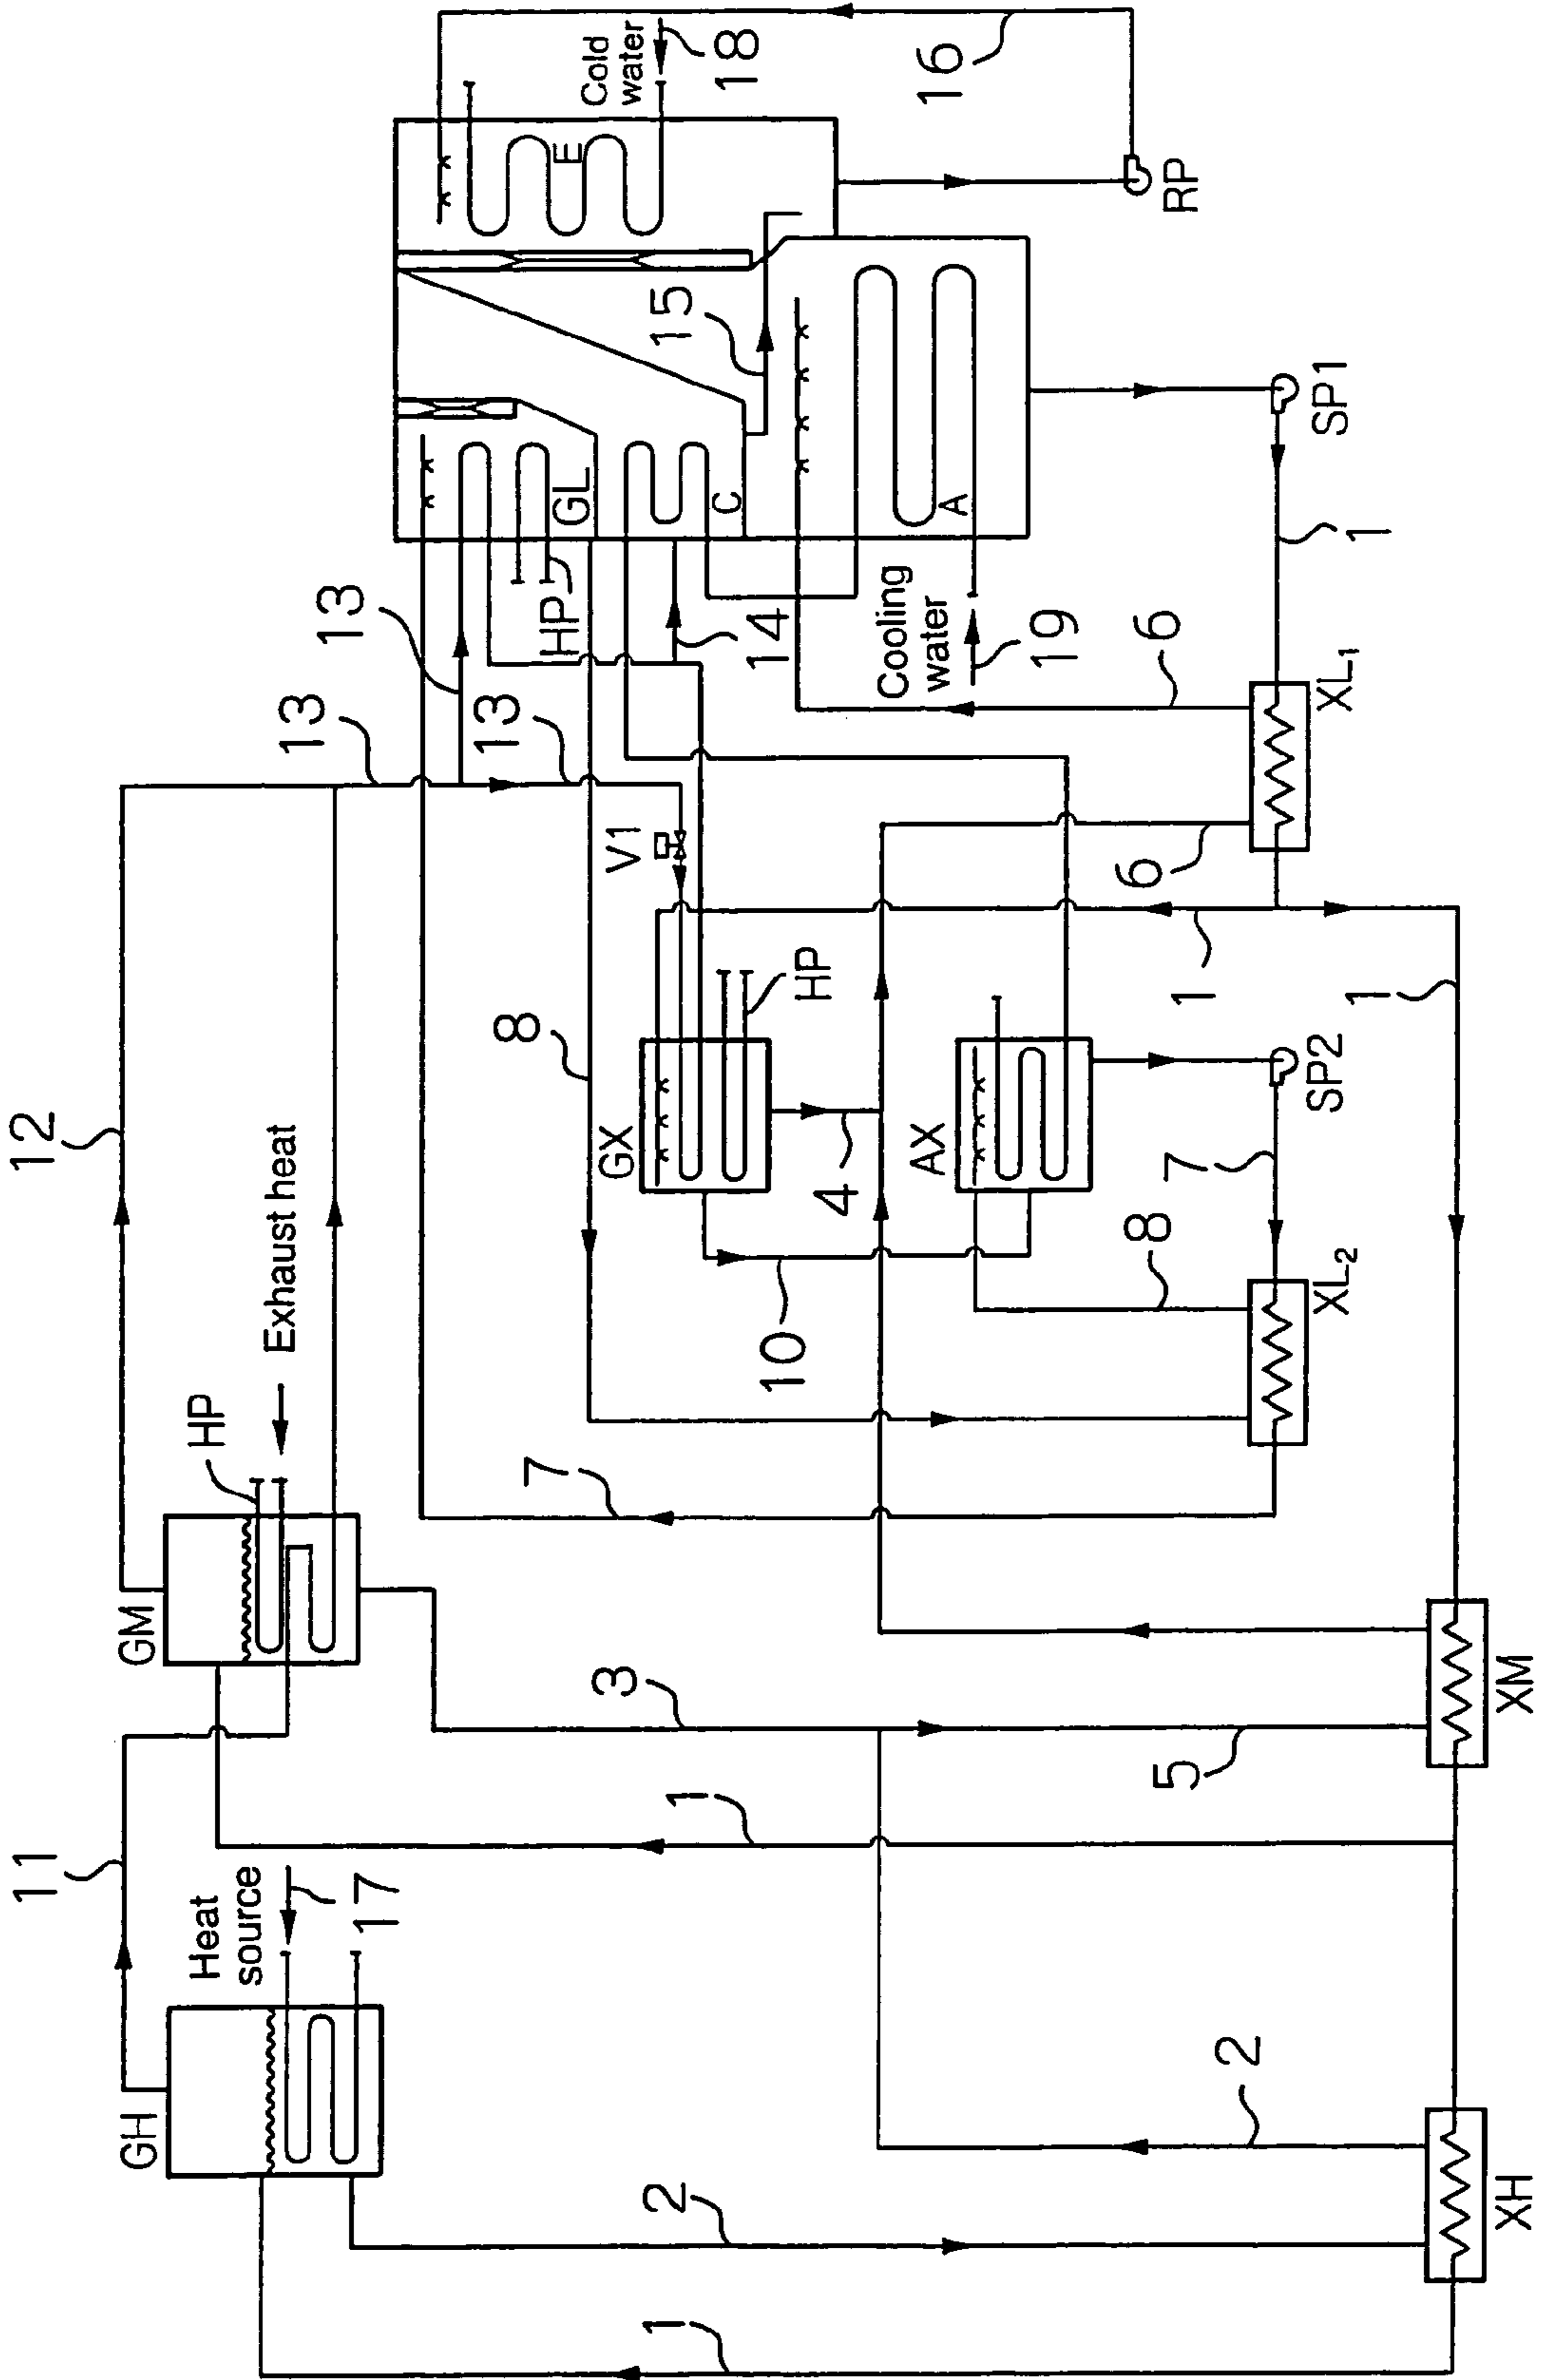 12
11
GH
Heat
source
17
GM
HP
Exhaust heat
13
13
13
V1
HP
GL
C
15
E
Cold
water
18
16
RP
14
Cooling
water
19
A
6
6
XL1
SP1
1
8
GX
HP
4
AX
10
8
SP2
7
XL2
1
1
7
3
5
XM
1
2
2
XH
1